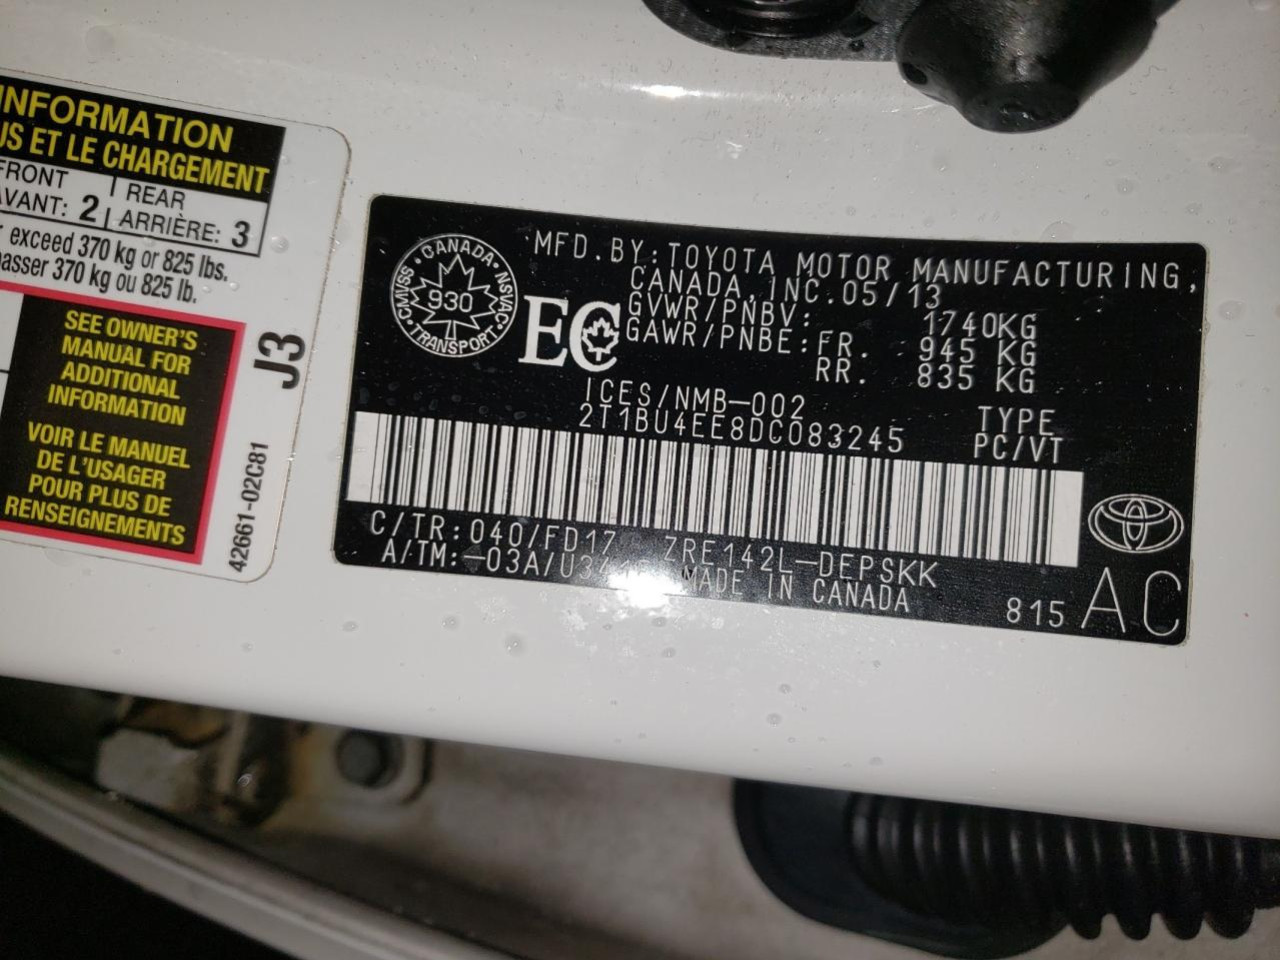 INFORMATION
US ET LE CHARGEMENT
FRONT
AVANT: 2
REAR
ARRIÈRE: 3
exceed 370 kg or 825 lbs.
passer 370 kg ou 825 lb.
SEE OWNER'S
MANUAL FOR
ADDITIONAL
INFORMATION
VOIR LE MANUEL
DE L'USAGER
POUR PLUS DE
RENSEIGNEMENTS
J3
42661-02C81
CANADA
CMVSS
NSVAC
930
TRANSPORT
EC
MFD. BY: TOYOTA MOTOR MANUFACTURING,
CANADA, INC. 05/13
GVWR/PNBV: 1740KG
GAWR/PNBE: FR. 945 KG
RR. 835 KG
ICES/NMB-002
2T1BU4EE8DC083245
TYPE
PC/VT
C/TR: 040/FD17 ZRE142L-DEPSKK
A/TM: -03A/U341E MADE IN CANADA
815 AC